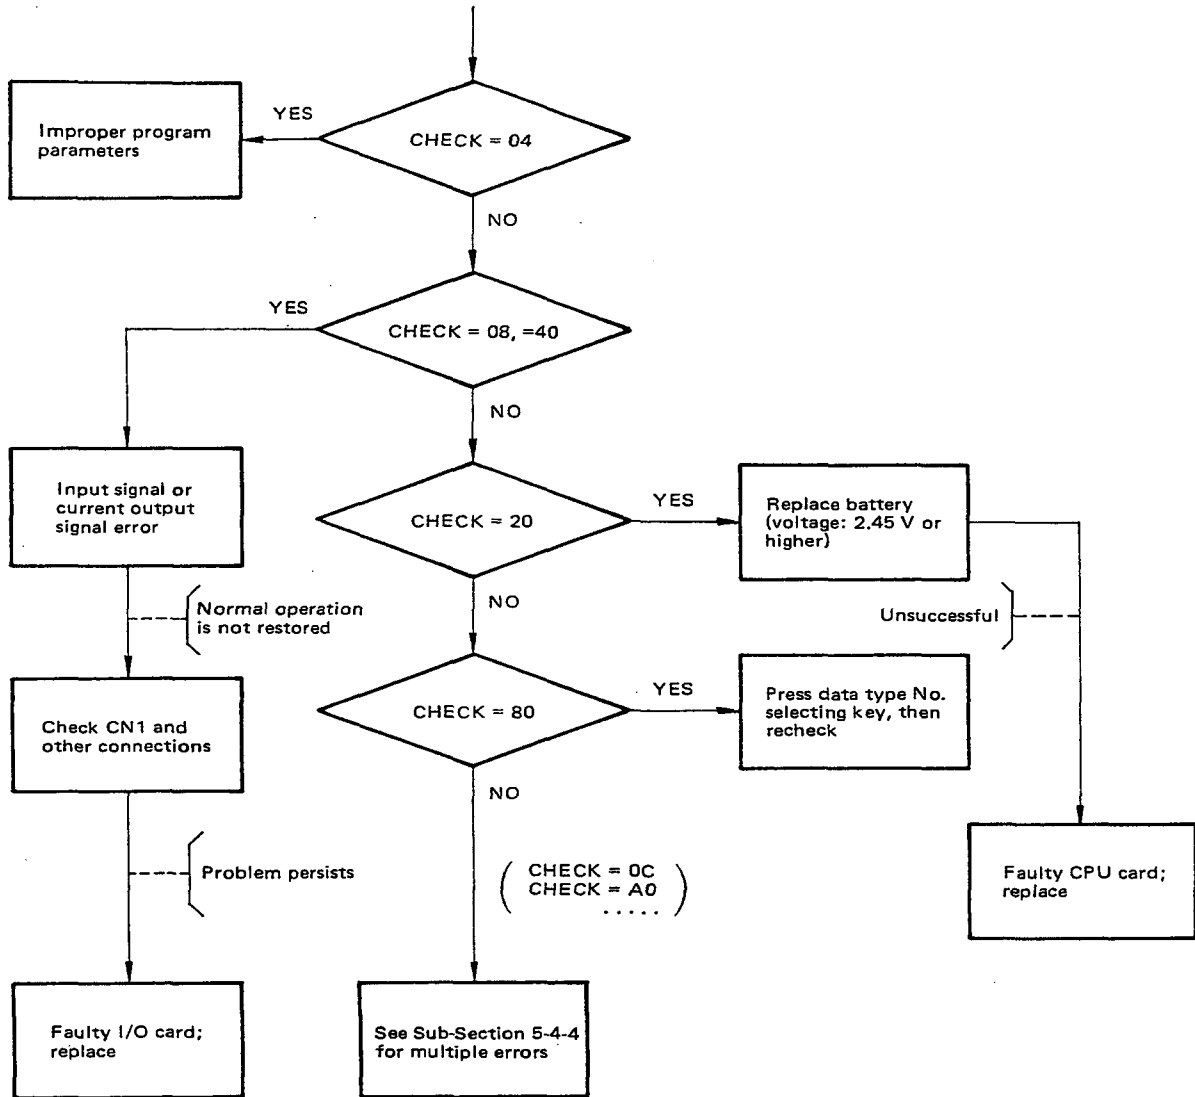 YES
Improper program
parameters
CHECK = 04
NO
YES
CHECK = 08, =40
NO
Input signal or
current output
signal error
CHECK = 20
YES
Replace battery
(voltage: 2.45 V or
higher)
Normal operation
is not restored
NO
Unsuccessful
Check CN1 and
other connections
CHECK = 80
YES
Press data type No.
selecting key, then
recheck
NO
Problem persists
CHECK = 0C
CHECK = A0
.....
Faulty CPU card;
replace
Faulty I/O card;
replace
See Sub-Section 5-4-4
for multiple errors